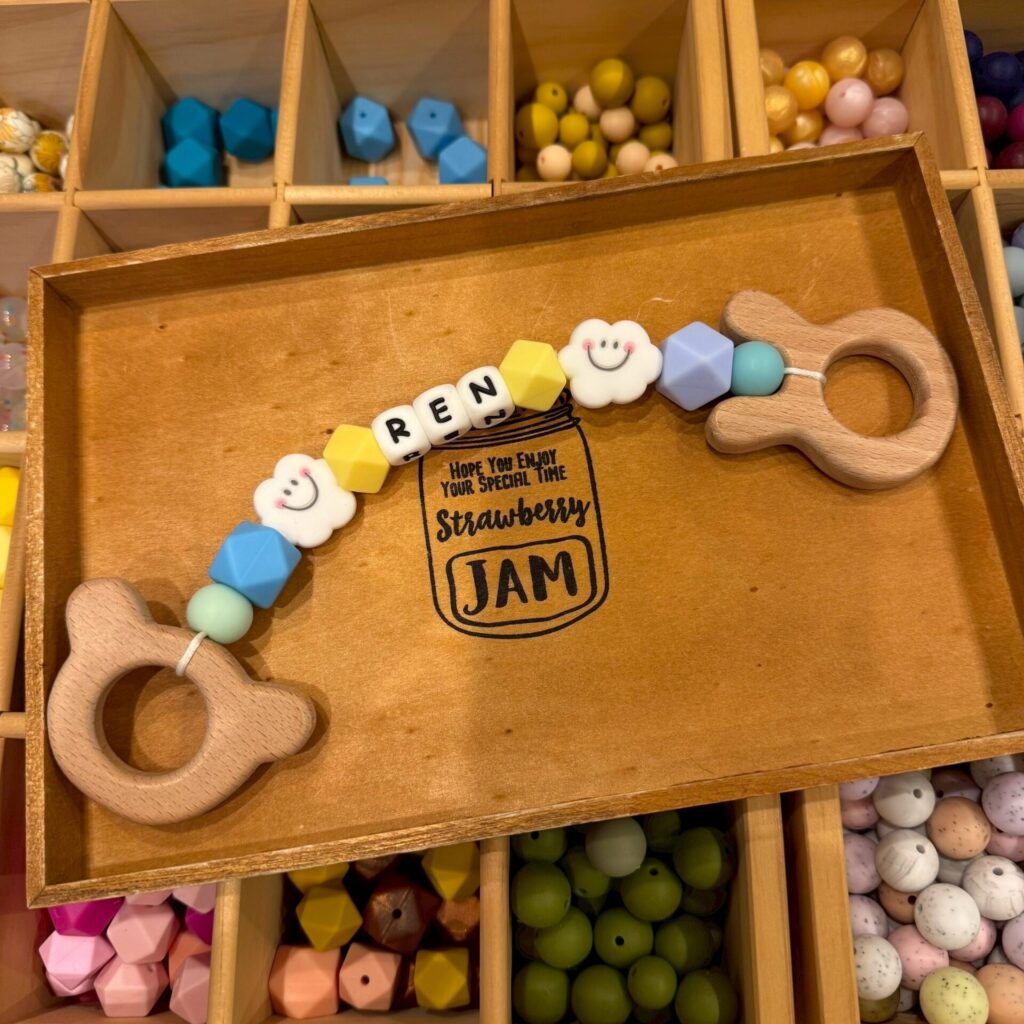 REN
HOPE YOU ENJOY
YOUR SPECIAL TIME
Strawberry
JAM